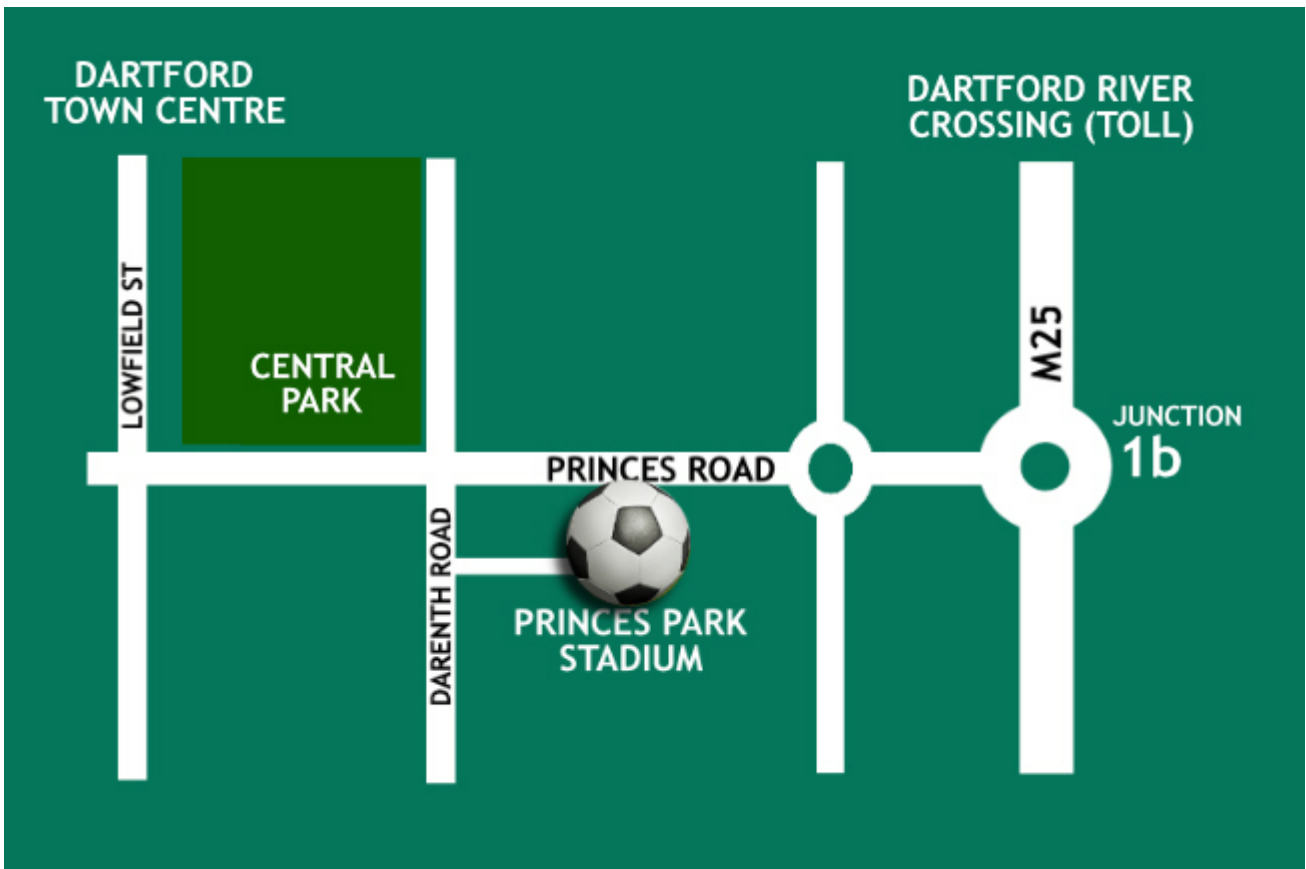 DARTFORD
TOWN CENTRE
DARTFORD RIVER
CROSSING (TOLL)
LOWFIELD ST
CENTRAL
PARK
M25
JUNCTION
1b
PRINCES ROAD
DARENTH ROAD
PRINCES PARK
STADIUM